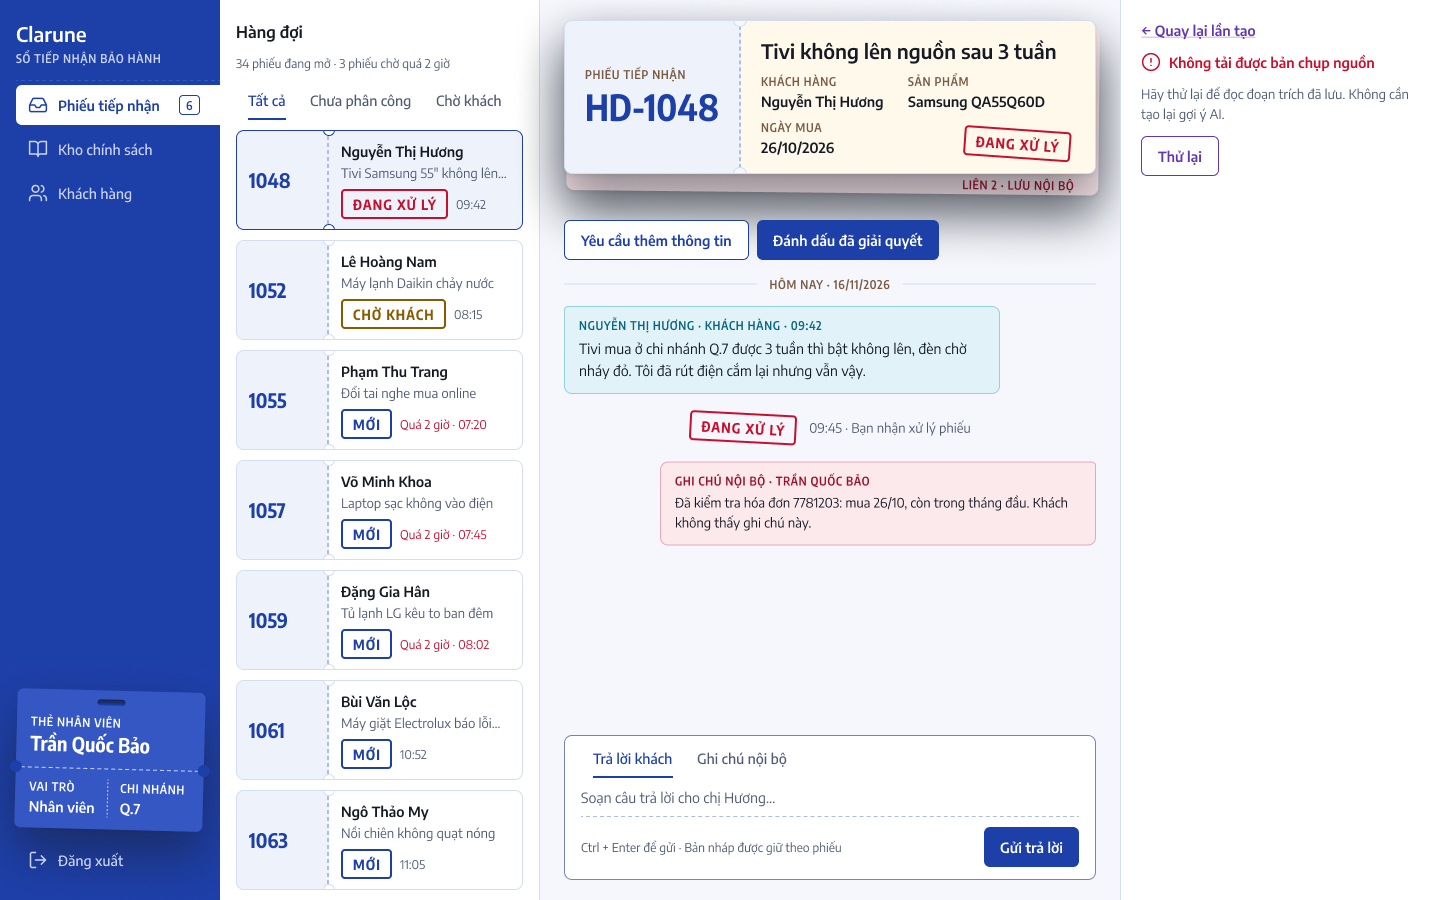 Clarune
SỔ TIẾP NHẬN BẢO HÀNH
Phiếu tiếp nhận 6
Kho chính sách
Khách hàng
THẺ NHÂN VIÊN
Trần Quốc Bảo
VAI TRÒ CHI NHÁNH
Nhân viên Q.7
Đăng xuất
Hàng đợi
34 phiếu đang mở · 3 phiếu chờ quá 2 giờ
Tất cả Chưa phân công Chờ khách
1048
Nguyễn Thị Hương
Tivi Samsung 55" không lên...
ĐANG XỬ LÝ 09:42
1052
Lê Hoàng Nam
Máy lạnh Daikin chảy nước
CHỜ KHÁCH 08:15
1055
Phạm Thu Trang
Đổi tai nghe mua online
MỚI Quá 2 giờ · 07:20
1057
Võ Minh Khoa
Laptop sạc không vào điện
MỚI Quá 2 giờ · 07:45
1059
Đặng Gia Hân
Tủ lạnh LG kêu to ban đêm
MỚI Quá 2 giờ · 08:02
1061
Bùi Văn Lộc
Máy giặt Electrolux báo lỗi...
MỚI 10:52
1063
Ngô Thảo My
Nồi chiên không quạt nóng
MỚI 11:05
PHIẾU TIẾP NHẬN
HD-1048
Tivi không lên nguồn sau 3 tuần
KHÁCH HÀNG SẢN PHẨM
Nguyễn Thị Hương Samsung QA55Q60D
NGÀY MUA
26/10/2026
ĐANG XỬ LÝ
LIÊN 2 · LƯU NỘI BỘ
Yêu cầu thêm thông tin Đánh dấu đã giải quyết
HÔM NAY · 16/11/2026
NGUYỄN THỊ HƯƠNG · KHÁCH HÀNG · 09:42
Tivi mua ở chi nhánh Q.7 được 3 tuần thì bật không lên, đèn chờ
nháy đỏ. Tôi đã rút điện cắm lại nhưng vẫn vậy.
ĐANG XỬ LÝ 09:45 · Bạn nhận xử lý phiếu
GHI CHÚ NỘI BỘ · TRẦN QUỐC BẢO
Đã kiểm tra hóa đơn 7781203: mua 26/10, còn trong tháng đầu. Khách
không thấy ghi chú này.
Trả lời khách Ghi chú nội bộ
Soạn câu trả lời cho chị Hương...
Ctrl + Enter để gửi · Bản nháp được giữ theo phiếu
Gửi trả lời
← Quay lại lần tạo
Không tải được bản chụp nguồn
Hãy thử lại để đọc đoạn trích đã lưu. Không cần
tạo lại gợi ý AI.
Thử lại